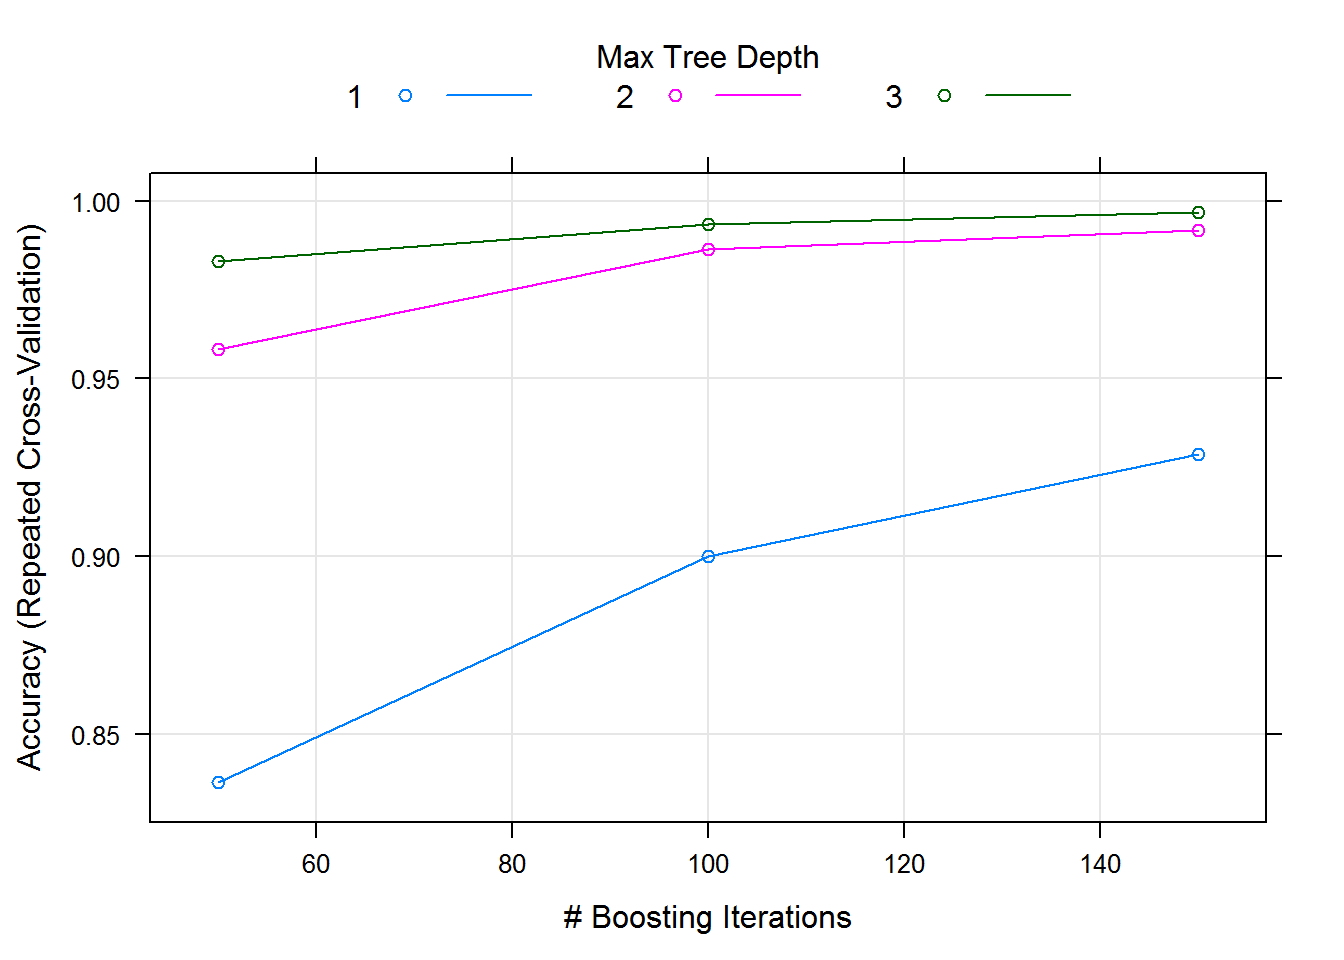 Max Tree Depth
1 2 3
1.00
0.95
0.90
0.85
Accuracy (Repeated Cross-Validation)
60 80 100 120 140
# Boosting Iterations